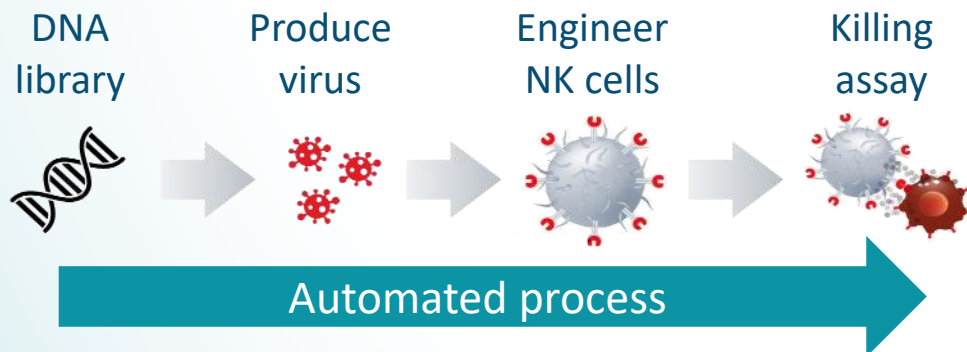 DNA
library
Produce
virus
Engineer
NK cells
Killing
assay
Automated process